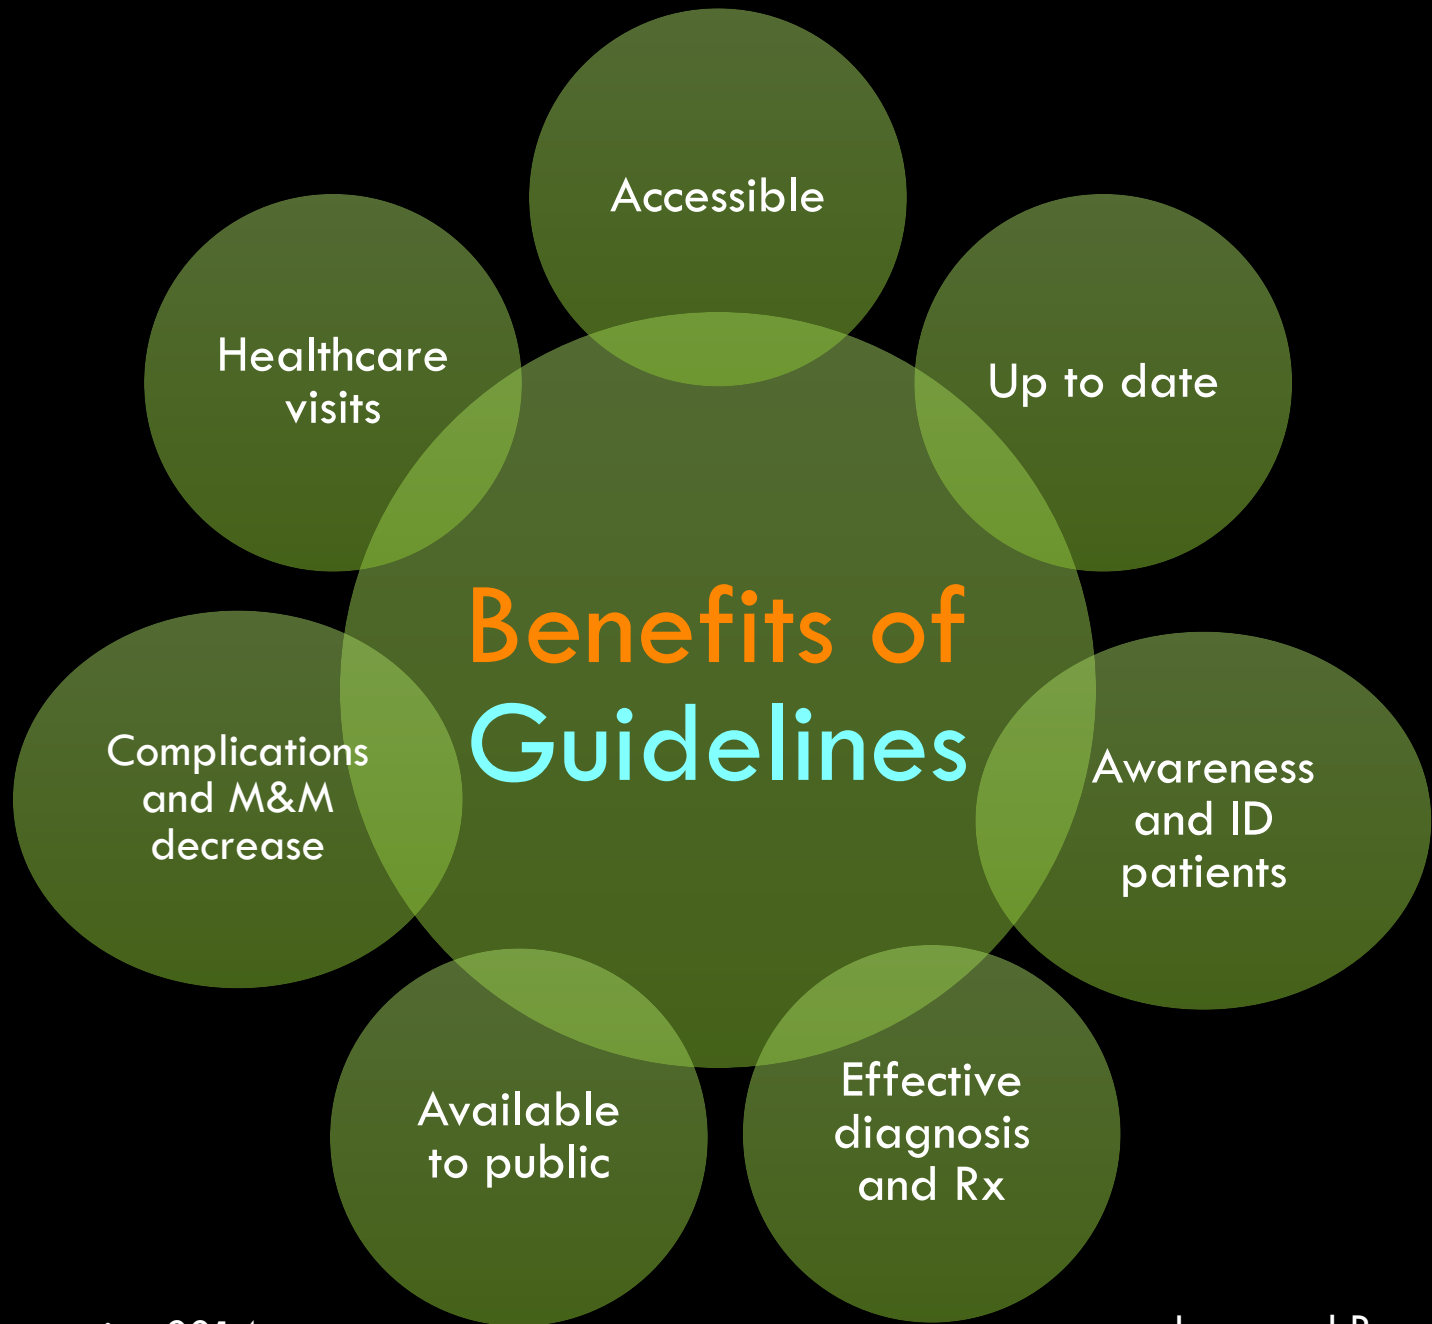 Accessible
Up to date
Awareness
and ID
patients
Effective
diagnosis
and Rx
Available
to public
Complications
and M&M
decrease
Healthcare
visits
Benefits of
Guidelines